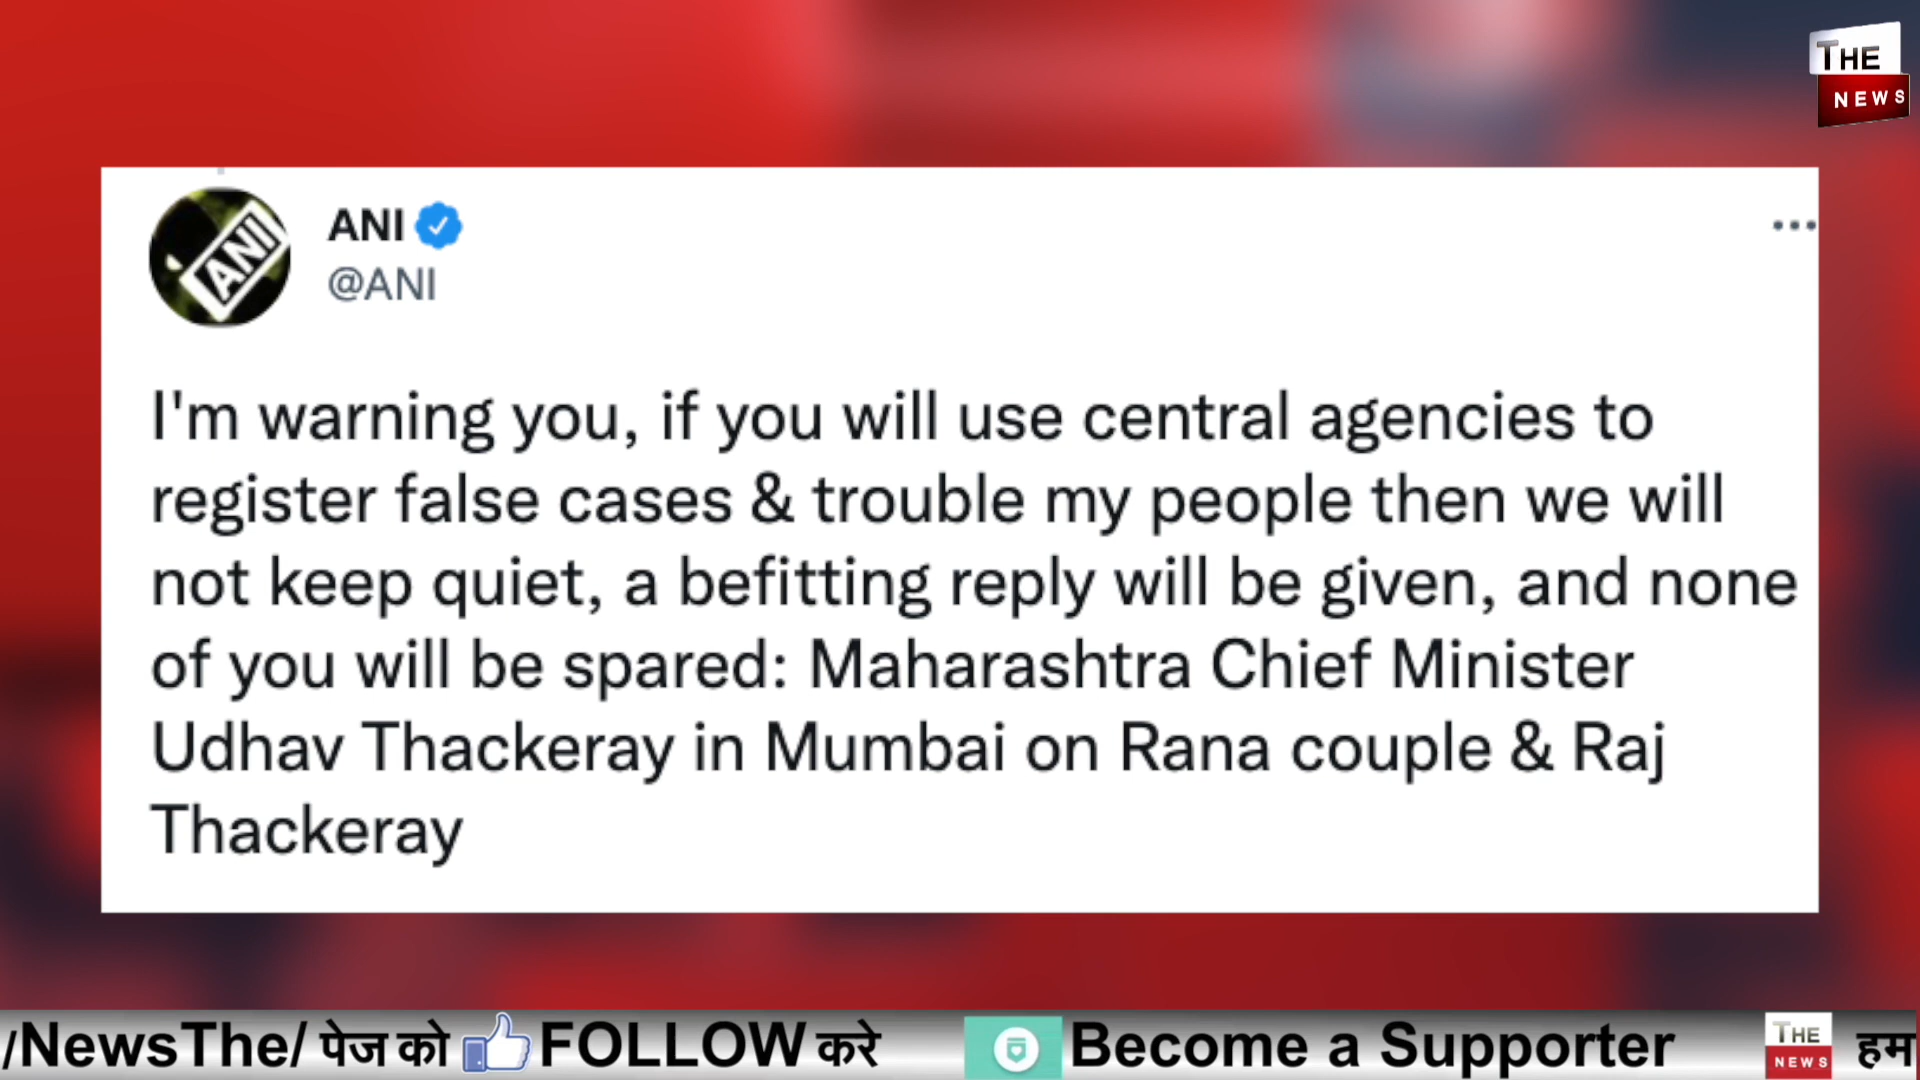 THE
NEWS
ANI
ANI
@ANI
I'm warning you, if you will use central agencies to
register false cases & trouble my people then we will
not keep quiet, a befitting reply will be given, and none
of you will be spared: Maharashtra Chief Minister
Udhav Thackeray in Mumbai on Rana couple & Raj
Thackeray
/NewsThe/ पेज को FOLLOW करे Become a Supporter THE NEWS हम